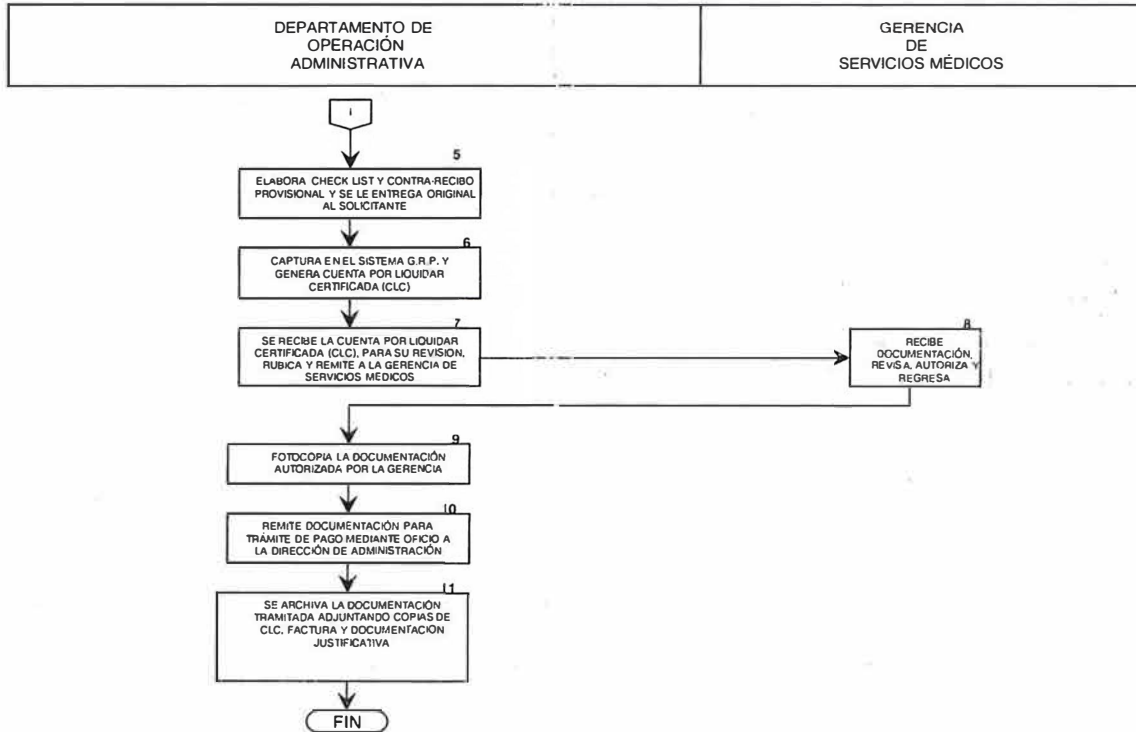 DEPARTAMENTO DE
OPERACIÓN
ADMINISTRATIVA
GERENCIA
DE
SERVICIOS MÉDICOS
5
ELABORA CHECK LIST Y CONTRA-RECIBO
PROVISIONAL Y SE LE ENTREGA ORIGINAL
AL SOLICITANTE
6
CAPTURA EN EL SISTEMA G.R.P. Y
GENERA CUENTA POR LIQUIDAR
CERTIFICADA (CLC)
7
SE RECIBE LA CUENTA POR LIQUIDAR
CERTIFICADA (CLC), PARA SU REVISION,
RUBICA Y REMITE A LA GERENCIA DE
SERVICIOS MÉDICOS
8
RECIBE
DOCUMENTACIÓN,
REVISA, AUTORIZA Y
REGRESA
9
FOTOCOPIA LA DOCUMENTACIÓN
AUTORIZADA POR LA GERENCIA
10
REMITE DOCUMENTACIÓN PARA
TRÁMITE DE PAGO MEDIANTE OFICIO A
LA DIRECCIÓN DE ADMINISTRACIÓN
11
SE ARCHIVA LA DOCUMENTACIÓN
TRAMITADA ADJUNTANDO COPIAS DE
CLC, FACTURA Y DOCUMENTACIÓN
JUSTIFICATIVA
FIN